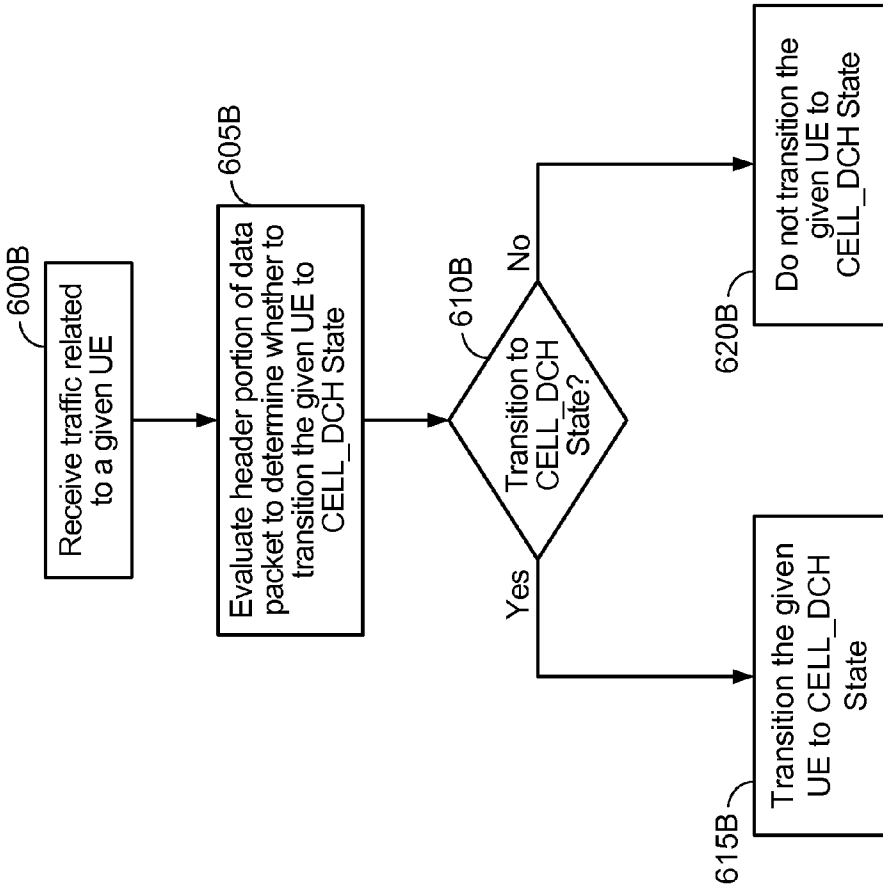 600B
Receive traffic related
to a given UE
605B
Evaluate header portion of data
packet to determine whether to
transition the given UE to
CELL_DCH State
610B
Transition to
CELL_DCH
State?
Yes
No
615B
Transition the given
UE to CELL_DCH
State
620B
Do not transition the
given UE to
CELL_DCH State